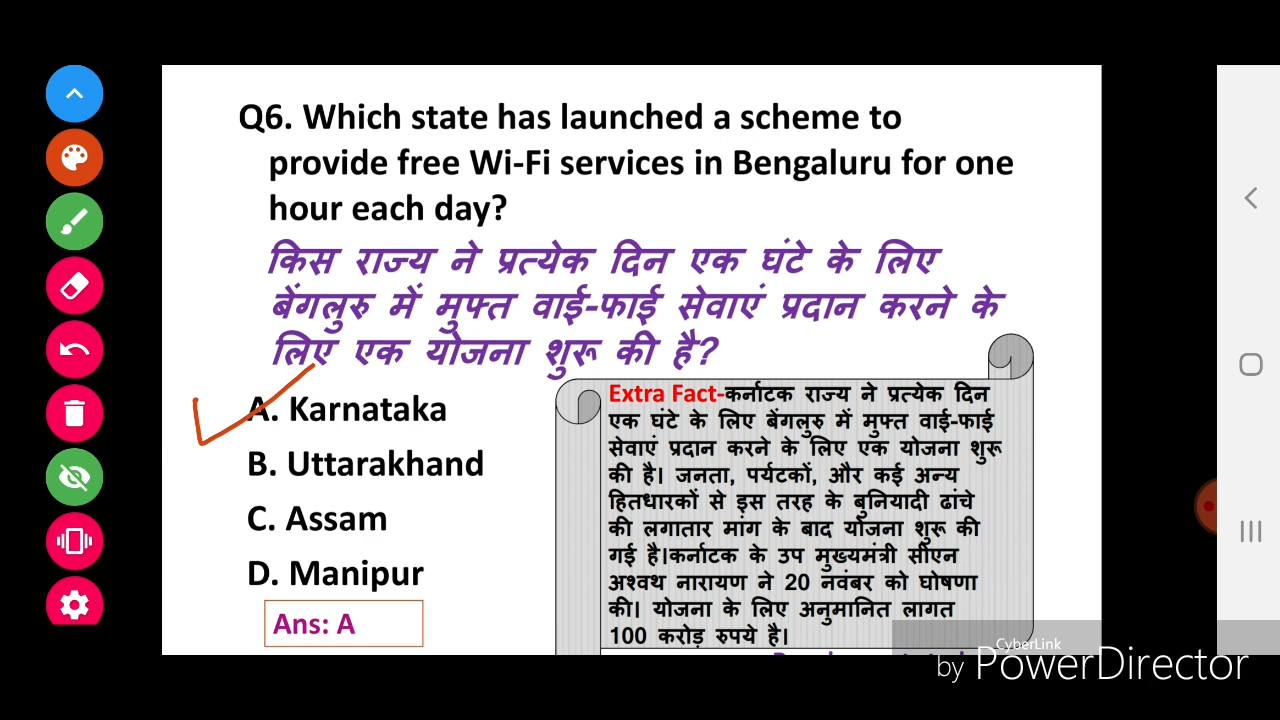 Q6. Which state has launched a scheme to
provide free Wi-Fi services in Bengaluru for one
hour each day?
किस राज्य ने प्रत्येक दिन एक घंटे के लिए
बेंगलुरु में मुफ्त वाई-फाई सेवाएं प्रदान करने के
लिए एक योजना शुरू की है?
A. Karnataka
B. Uttarakhand
C. Assam
D. Manipur
Ans: A
Extra Fact-कर्नाटक राज्य ने प्रत्येक दिन
एक घंटे के लिए बेंगलुरु में मुफ्त वाई-फाई
सेवाएं प्रदान करने के लिए एक योजना शुरू
की है। जनता, पर्यटकों, और कई अन्य
हितधारकों से इस तरह के बुनियादी ढांचे
की लगातार मांग के बाद योजना शुरू की
गई है।कर्नाटक के उप मुख्यमंत्री सीएन
अश्वथ नारायण ने 20 नवंबर को घोषणा
की। योजना के लिए अनुमानित लागत
100 करोड़ रुपये है।
CyberLink
by PowerDirector